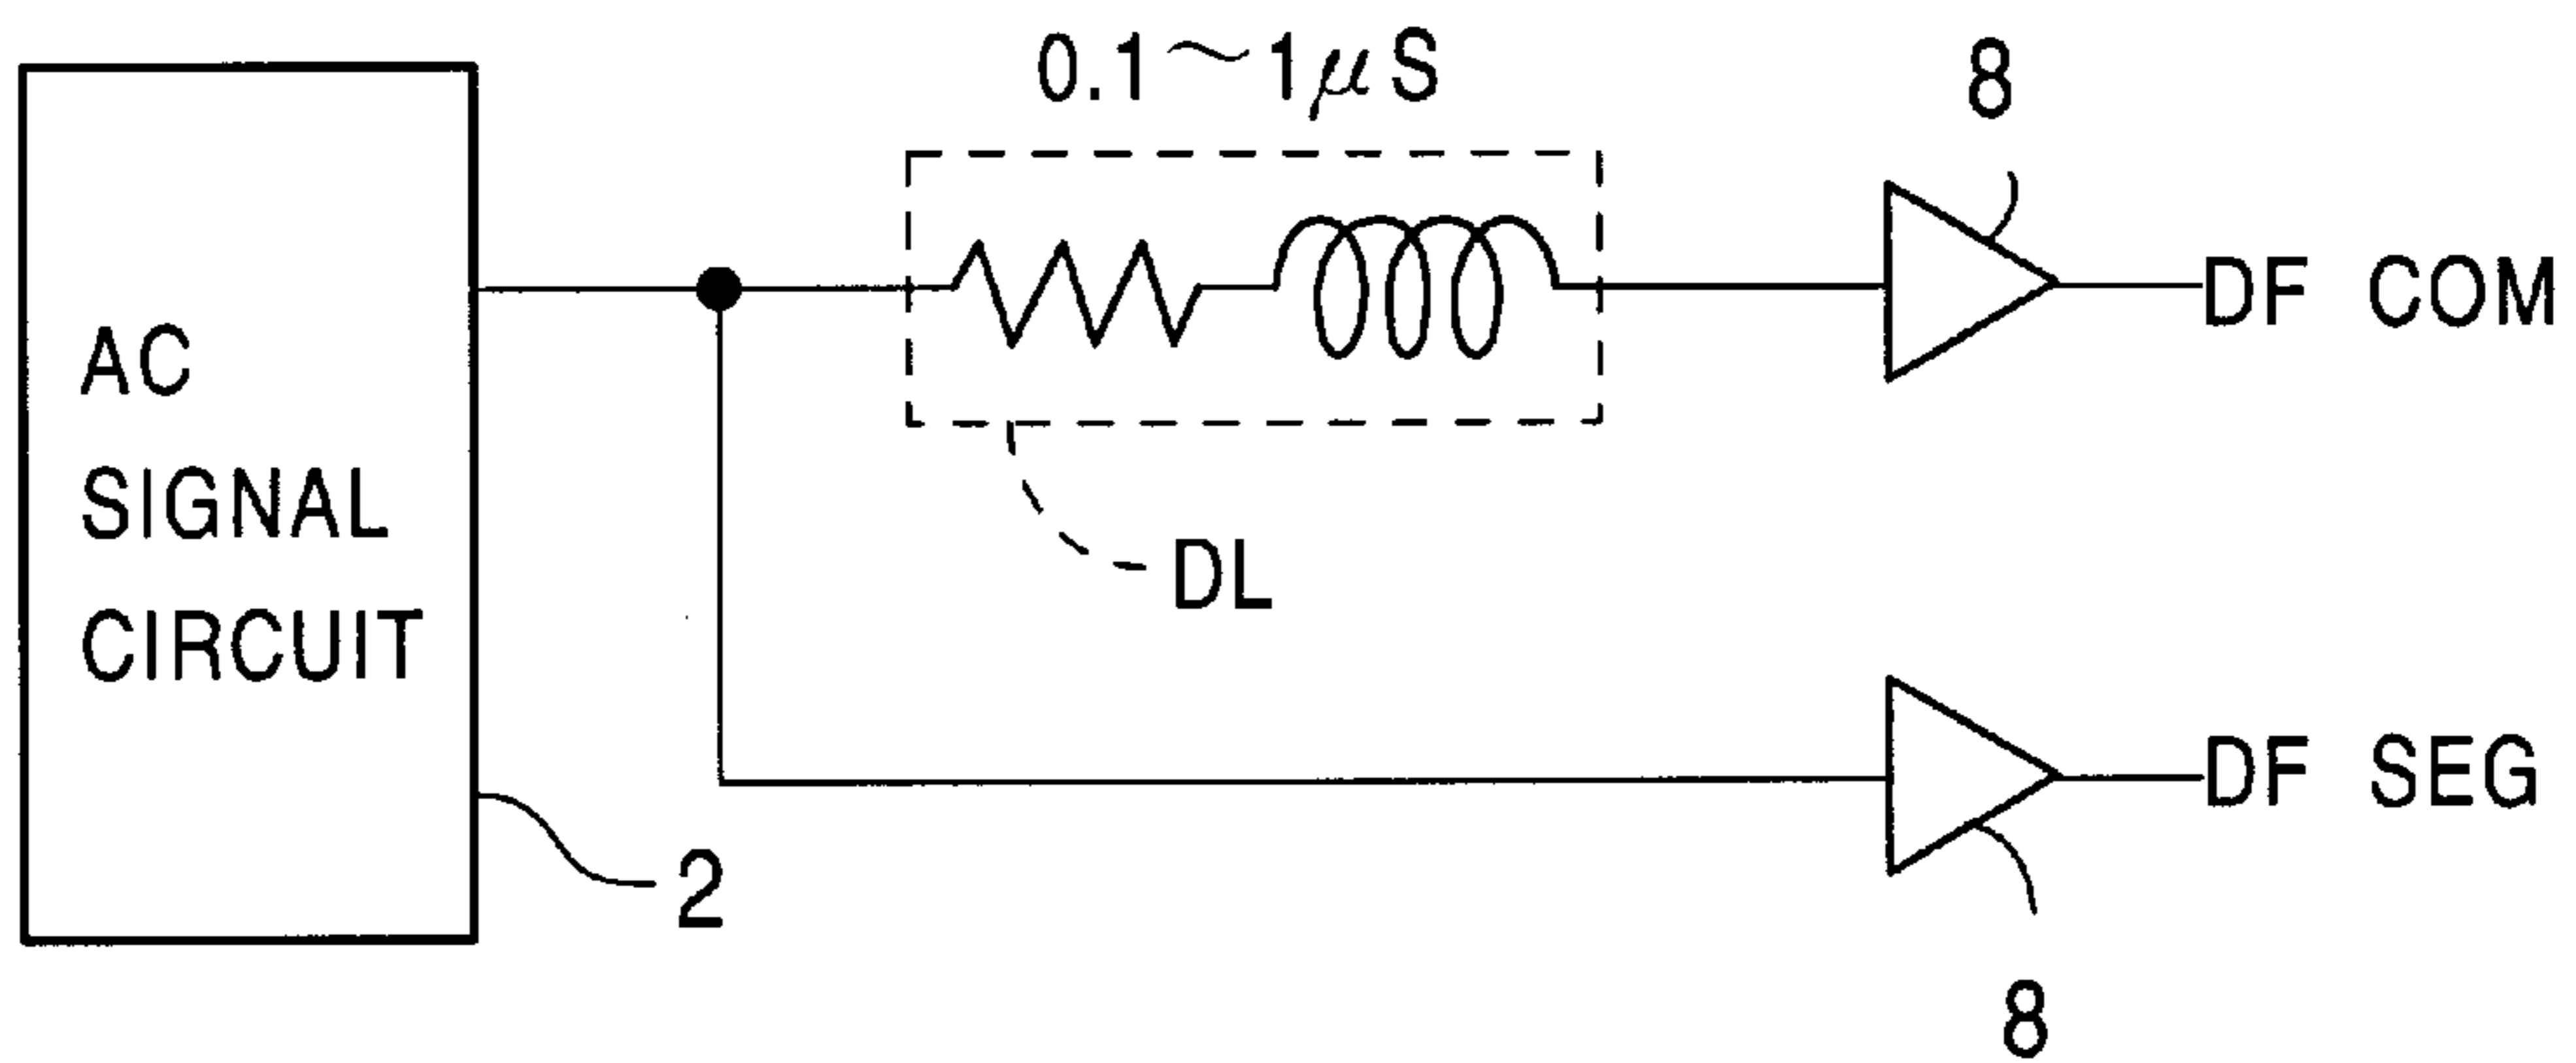 0.1~1μS
8
AC
SIGNAL
CIRCUIT
DF COM
DL
DF SEG
2
8